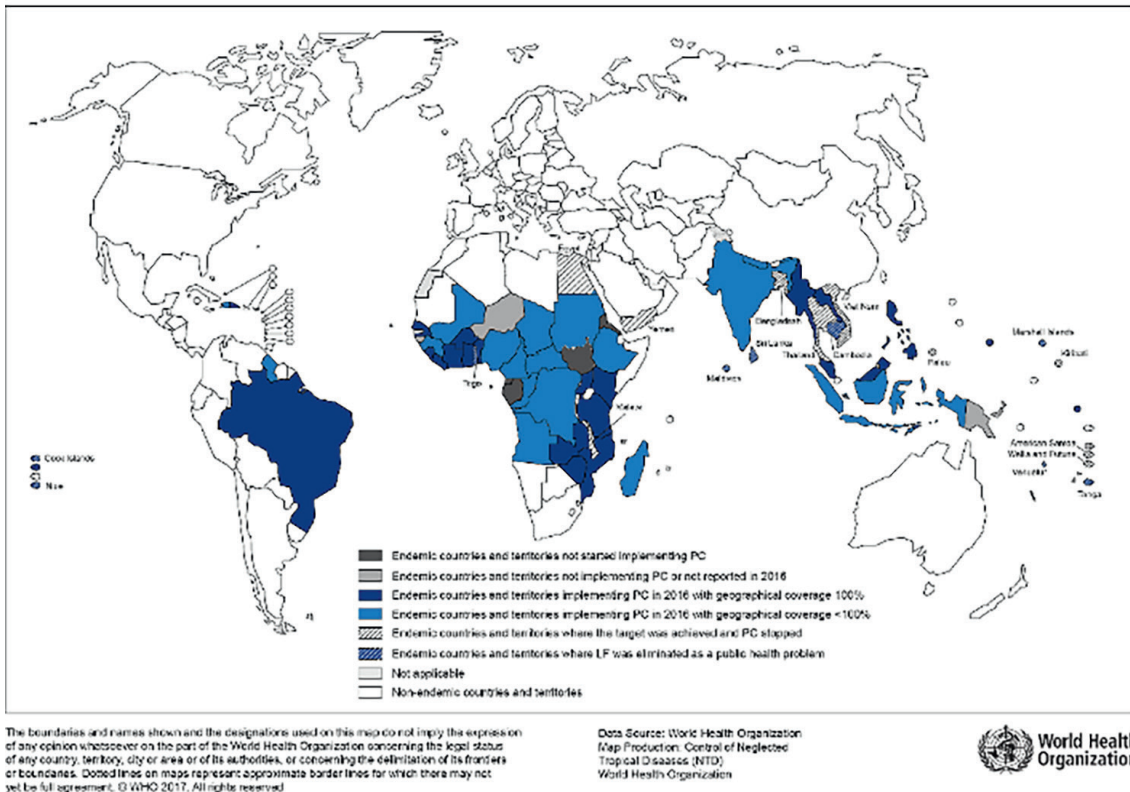 Egypt
Yemen
Viet Nam
Bangladesh
Sri Lanka
Thailand
Cambodia
Marshall Islands
Kiribati
Palau
Maldives
Togo
Malawi
American Samoa
Wallis and Futuna
Vanuatu
Tonga
Cook Islands
Niue
Endemic countries and territories not started implementing PC
Endemic countries and territories not implementing PC or not reported in 2016
Endemic countries and territories implementing PC in 2016 with geographical coverage 100%
Endemic countries and territories implementing PC in 2016 with geographical coverage <100%
Endemic countries and territories where the target was achieved and PC stopped
Endemic countries and territories where LF was eliminated as a public health problem
Not applicable
Non-endemic countries and territories
The boundaries and names shown and the designations used on this map do not imply the expression
of any opinion whatsoever on the part of the World Health Organization concerning the legal status
of any country, territory, city or area or of its authorities, or concerning the delimitation of its frontiers
or boundaries. Dotted lines on maps represent approximate border lines for which there may not
yet be full agreement. © WHO 2017. All rights reserved
Data Source: World Health Organization
Map Production: Control of Neglected
Tropical Diseases (NTD)
World Health Organization
World Health
Organization